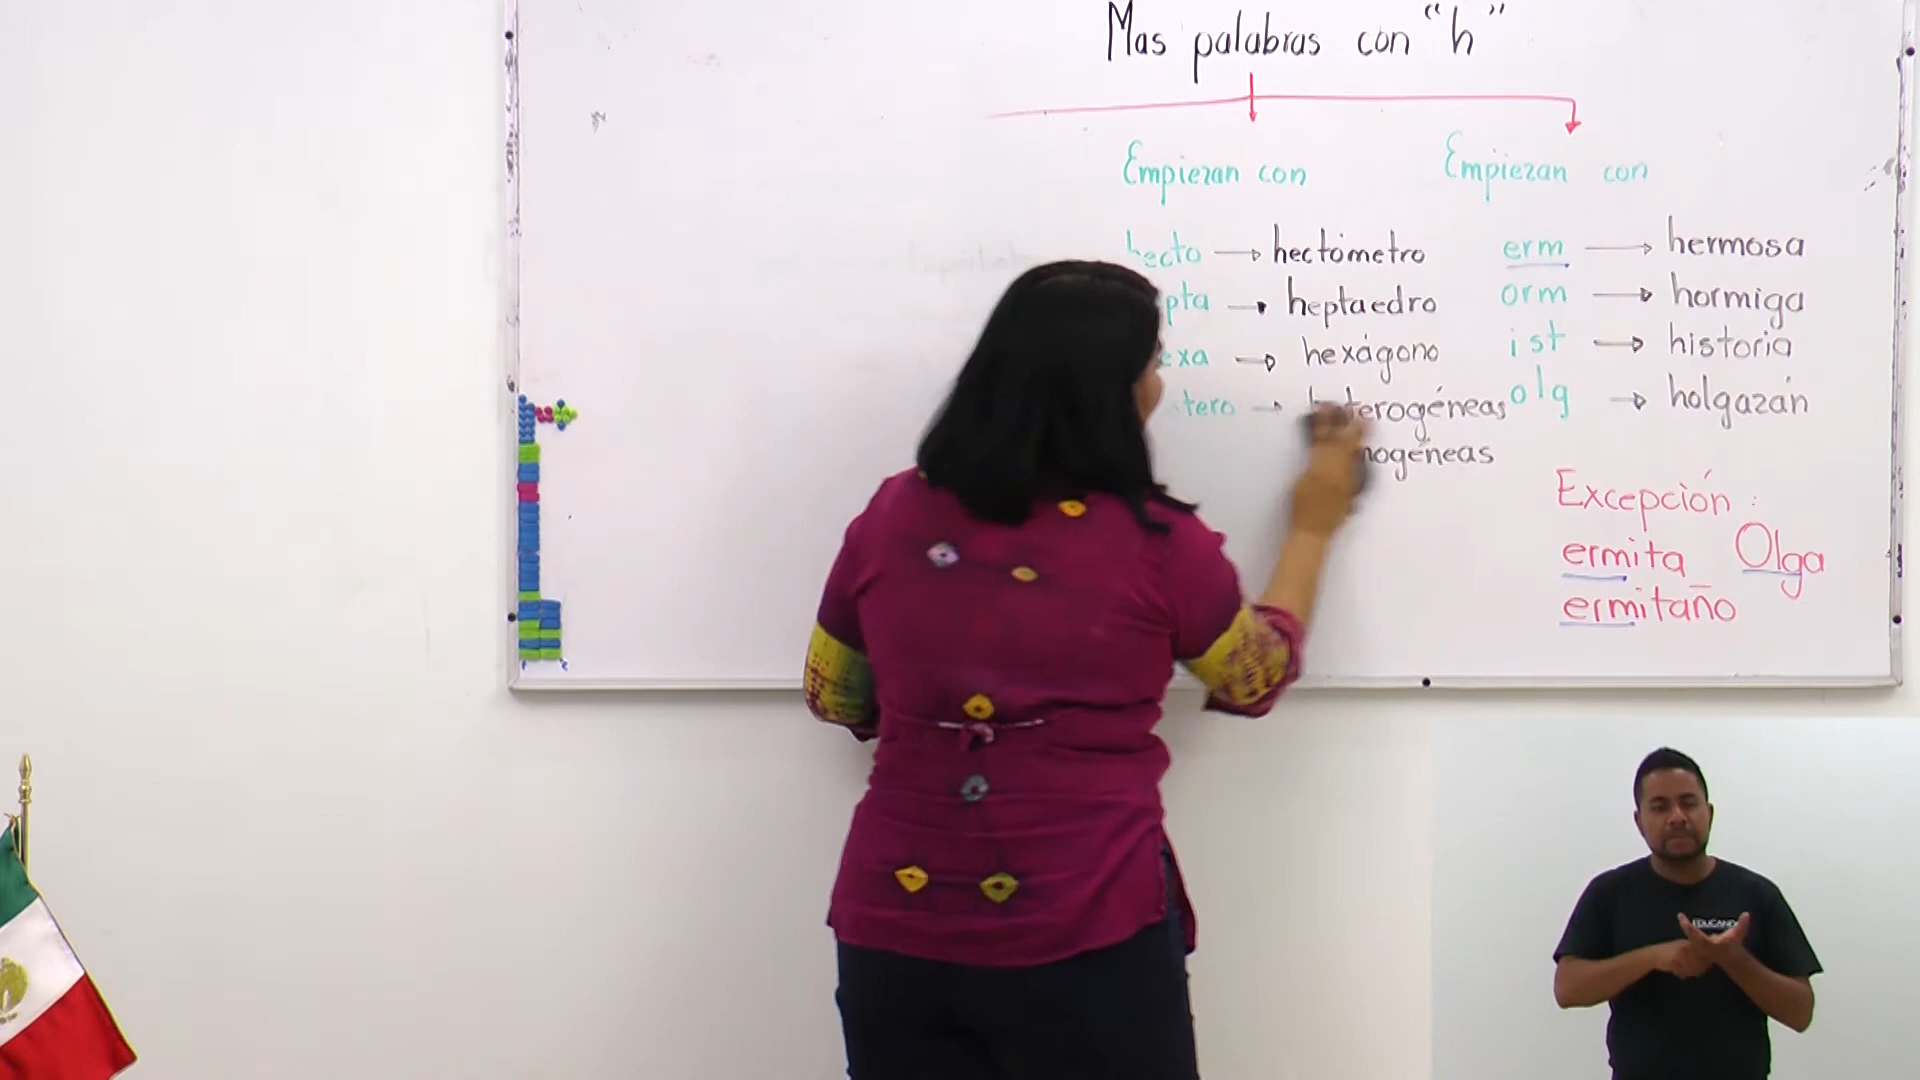 Mas palabras con "h"
Empiezan con
hecto → hectómetro
pta → heptaedro
exa → hexágono
tero → terogéneas
mogéneas
Empiezan con
erm → hermosa
orm → hormiga
ist → historia
olg → holgazán
Excepción:
ermita Olga
ermitaño
EDUCANDO